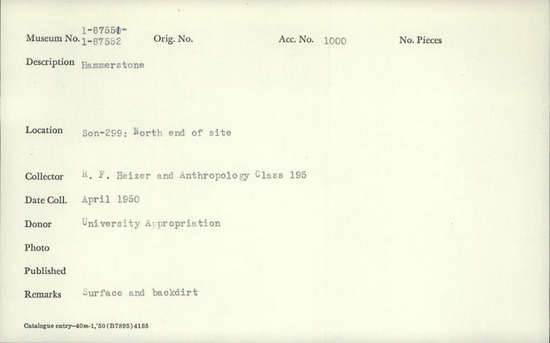 1-87550-
Museum No. 1-87552 Orig. No. Acc. No. 1000 No. Pieces
Description Hammerstone
Location Son-299: North end of site
Collector R. F. Heizer and Anthropology Class 195
Date Coll. April 1950
Donor University Appropriation
Photo
Published
Remarks Surface and backdirt
Catalogue entry—40m-1,'50(B7895)4188